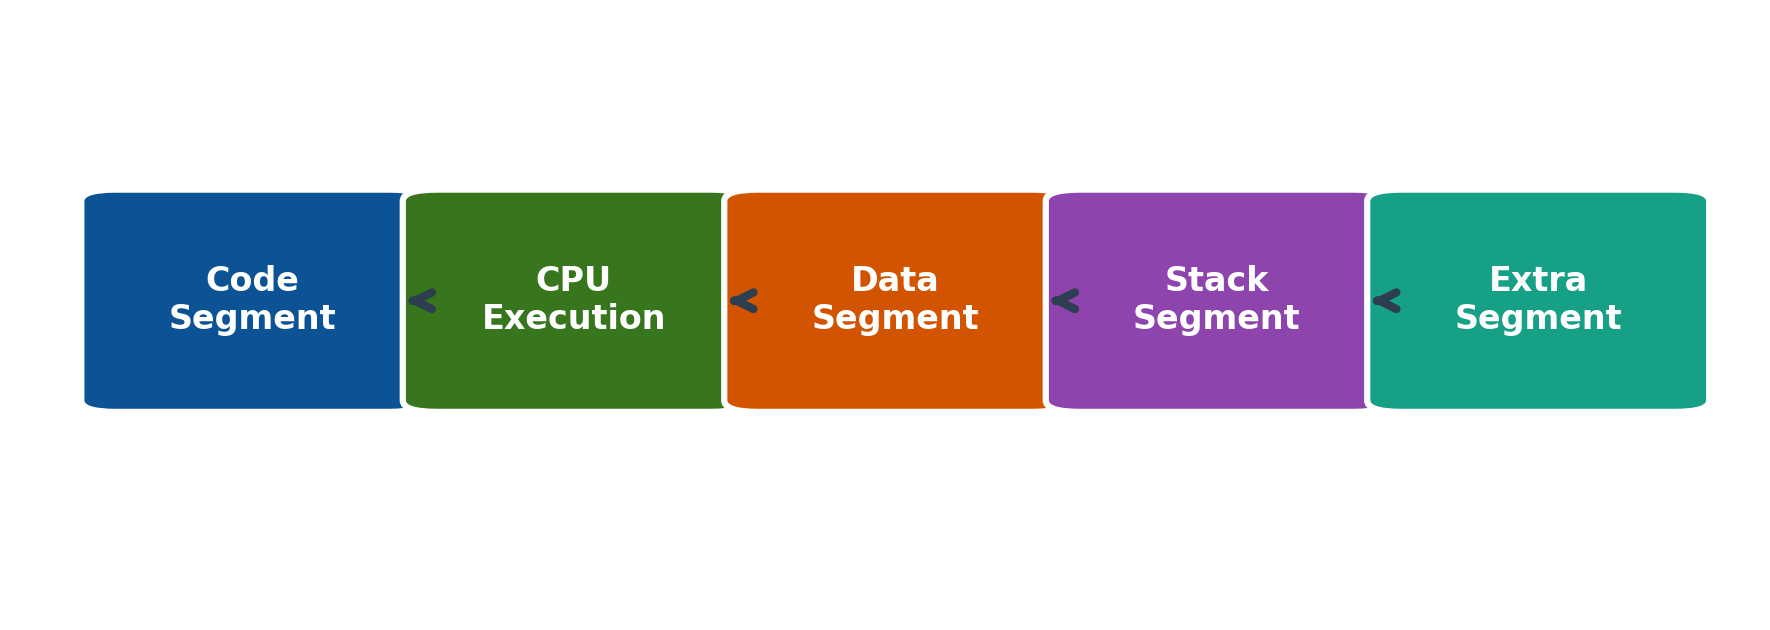 Code
Segment
CPU
Execution
Data
Segment
Stack
Segment
Extra
Segment